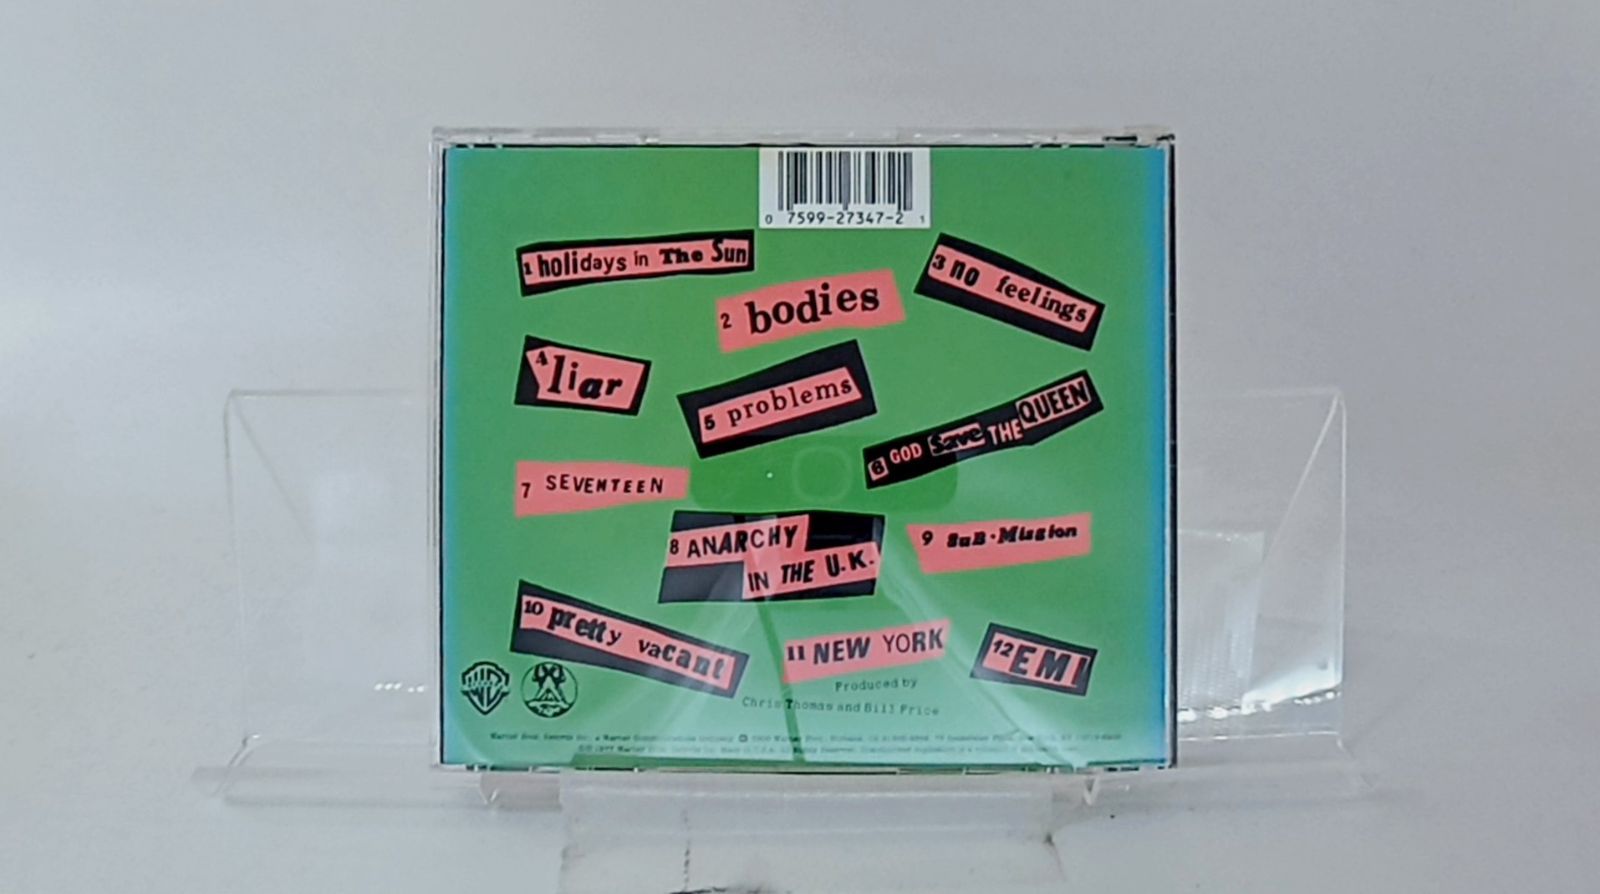 0 7599-27347-2 1
1 holidays in The Sun
2 bodies
3 no feelings
4 liar
5 problems
6 GOD Save THE QUEEN
7 SEVENTEEN
8 ANARCHY
IN THE U.K.
9 SuB·Mission
10 pretty vacant
11 NEW YORK
12 EMI
Produced by
Chris Thomas and Bill Price